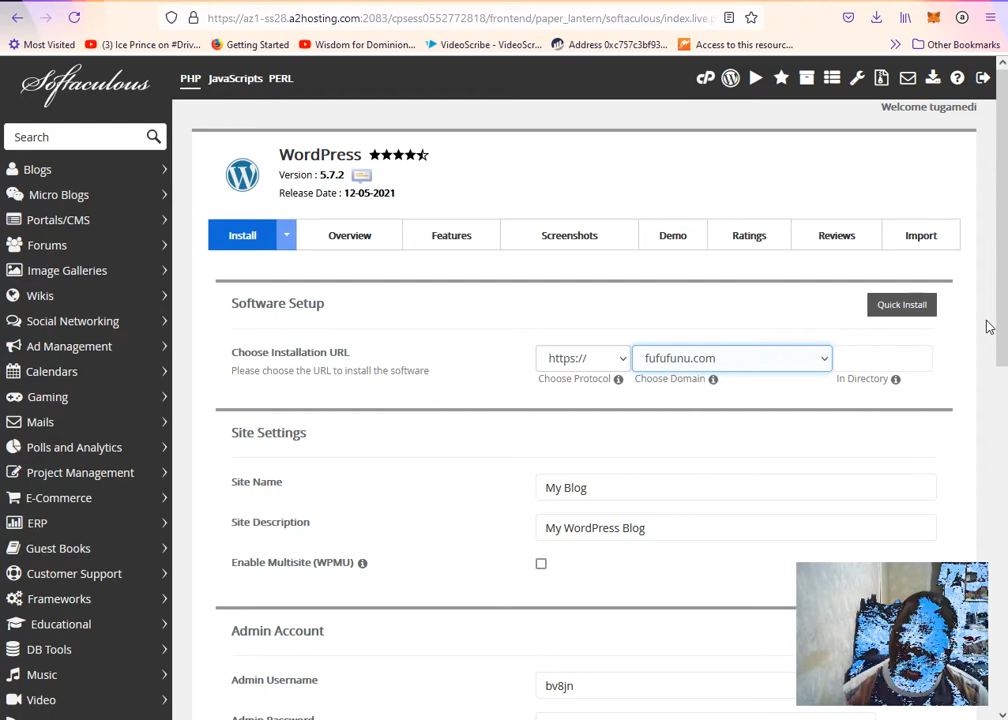 https://az1-ss28.a2hosting.com:2083/cpsess0552772818/frontend/paper_lantern/softaculous/index.live.p
Most Visited
(3) Ice Prince on #Driv...
Getting Started
Wisdom for Dominion...
VideoScribe - VideoScr...
Address 0xc757c3bf93...
Access to this resourc...
Other Bookmarks
Softaculous
PHP JavaScripts PERL
Welcome tugamedi
Search
Blogs
Micro Blogs
Portals/CMS
Forums
Image Galleries
Wikis
Social Networking
Ad Management
Calendars
Gaming
Mails
Polls and Analytics
Project Management
E-Commerce
ERP
Guest Books
Customer Support
Frameworks
Educational
DB Tools
Music
Video
WordPress
Version : 5.7.2
Release Date : 12-05-2021
Install Overview Features Screenshots Demo Ratings Reviews Import
Software Setup
Quick Install
Choose Installation URL
Please choose the URL to install the software
https://
fufufunu.com
Choose Protocol
Choose Domain
In Directory
Site Settings
Site Name
My Blog
Site Description
My WordPress Blog
Enable Multisite (WPMU)
Admin Account
Admin Username
bv8jn
Admin Password